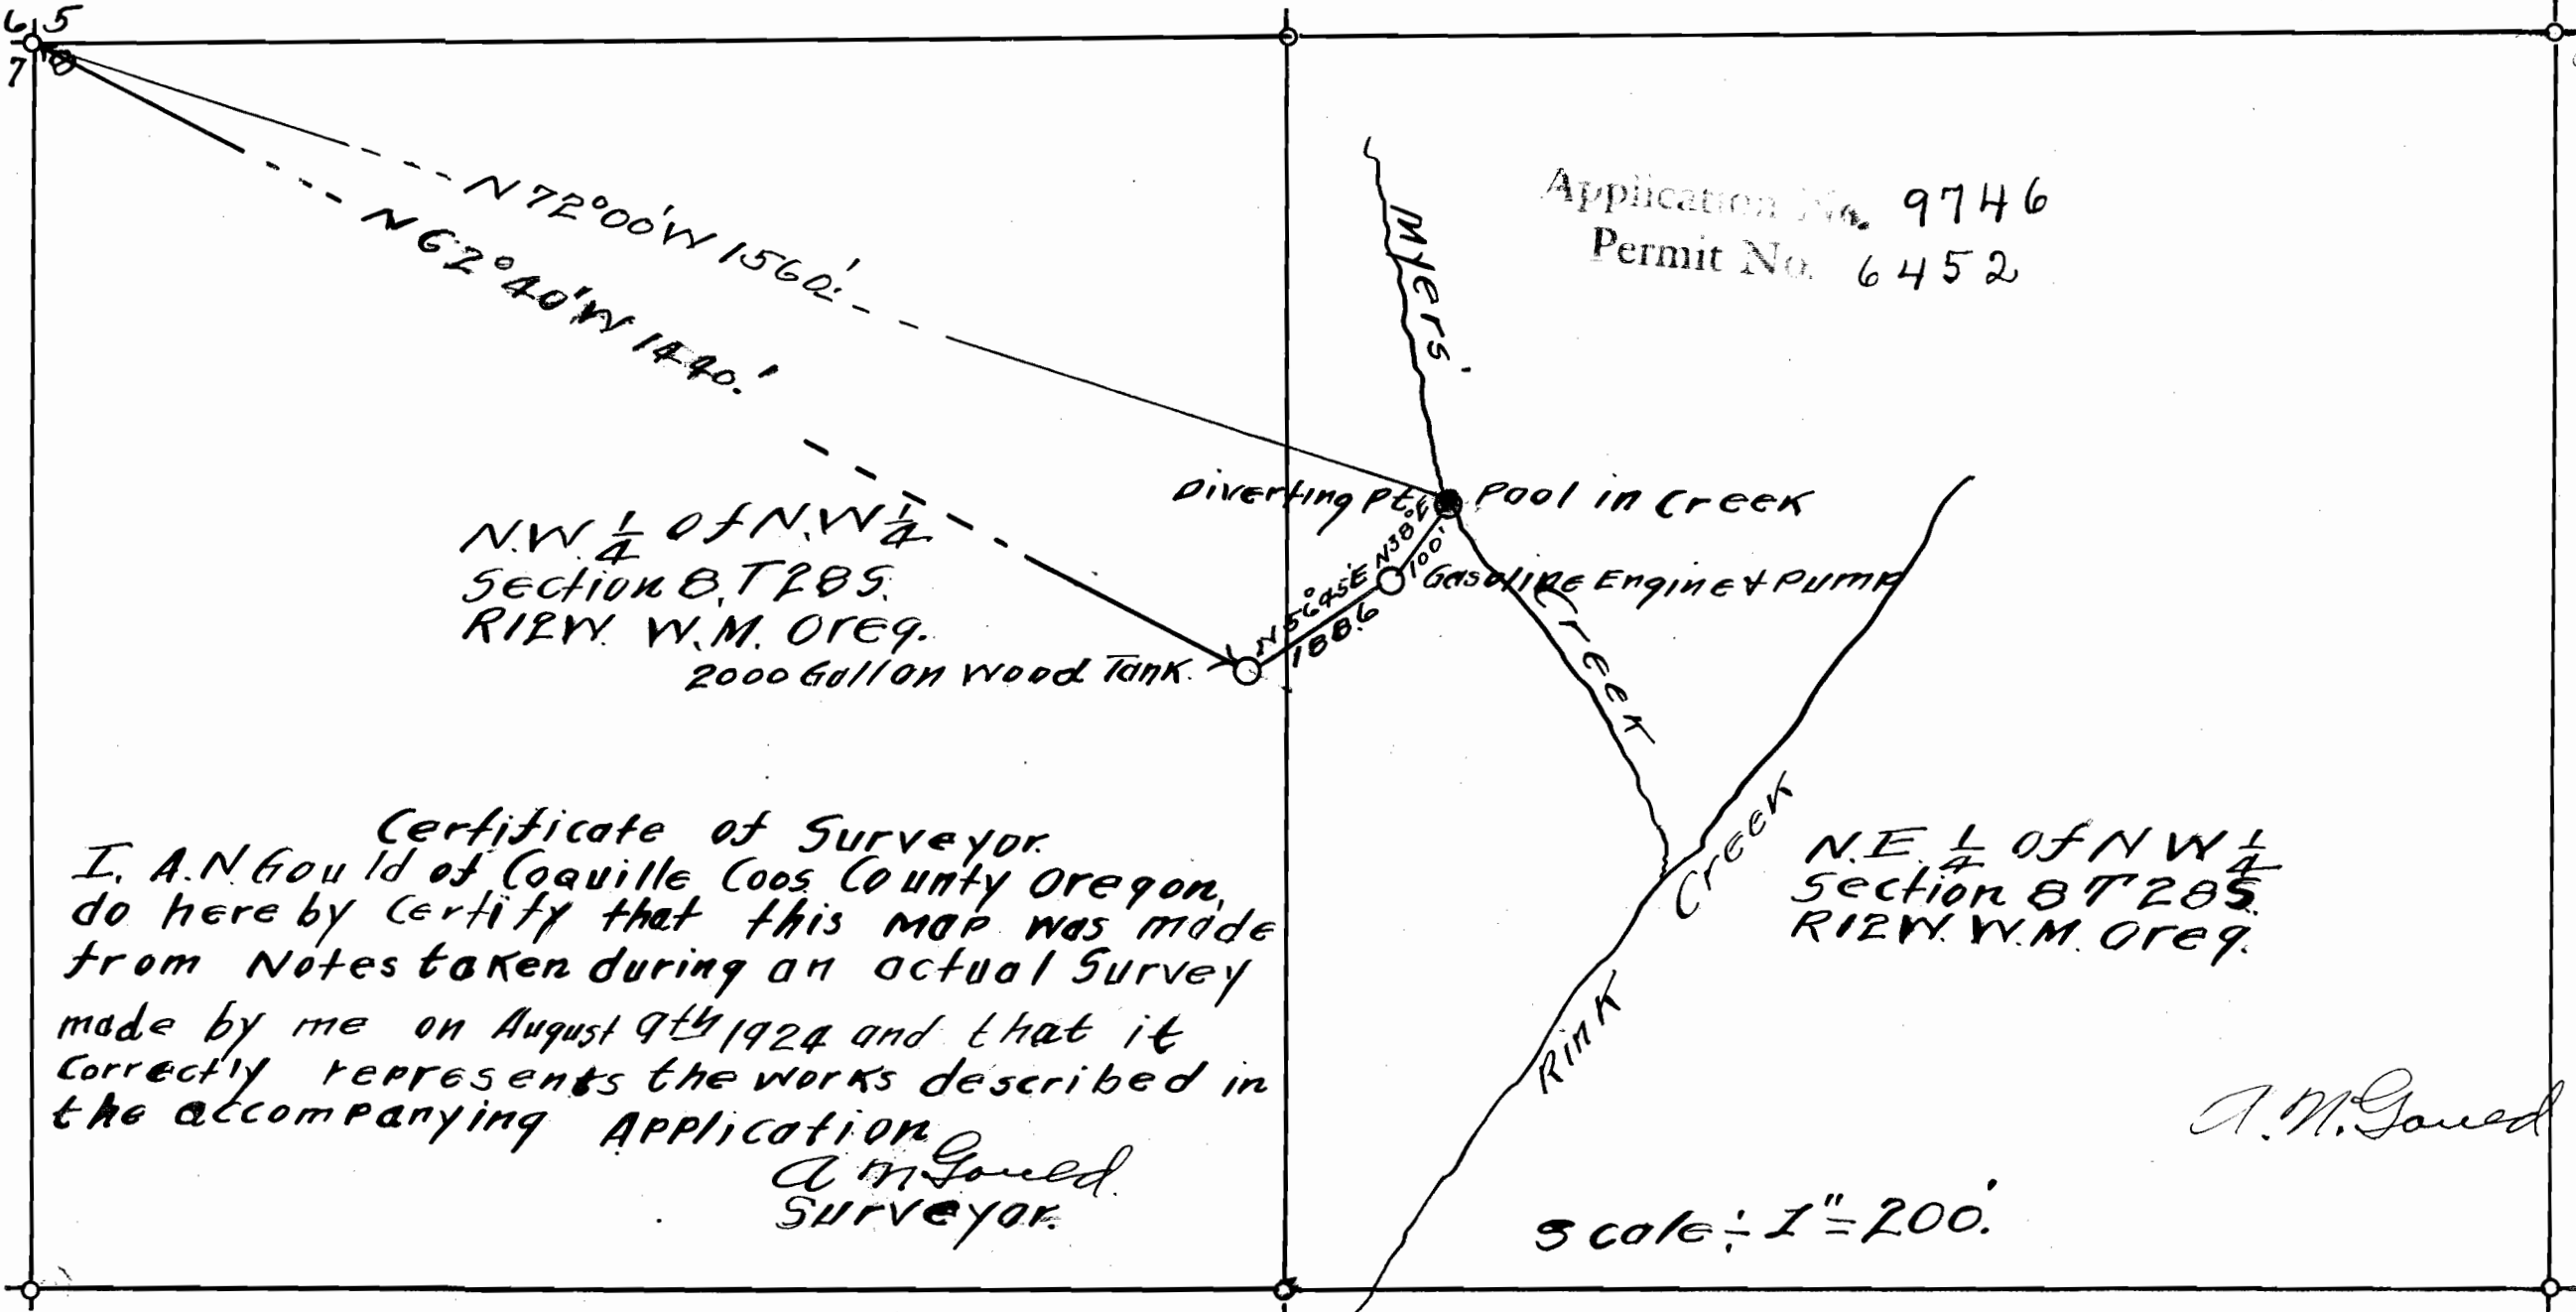 6 5
7 8
N 72°00'W 1560.'
N 62°40'W 1440.'
Application No. 9746
Permit No. 6452
Myers'
Creek
Diverting Pt.
Pool in Creek
N38°E
100'
Gasoline Engine & Pump
N 56°45'E
188.6
2000 Gallon Wood Tank.
N.W. 1/4 of N.W 1/4
Section 8, T28S.
R12W. W.M. Oreg.
Certificate of Surveyor.
I, A.N Gould of Coquille Coos County Oregon,
do here by Certify that this map was made
from Notes taken during an actual Survey
made by me on August 9th 1924 and that it
Correctly represents the works described in
the accompanying Application
A N Gould.
Surveyor.
Rink
Creek
N.E. 1/4 of N W 1/4
Section 8 T28S.
R12W. W.M. Oreg.
A. N. Gould
Scale ÷ 1"=200.'